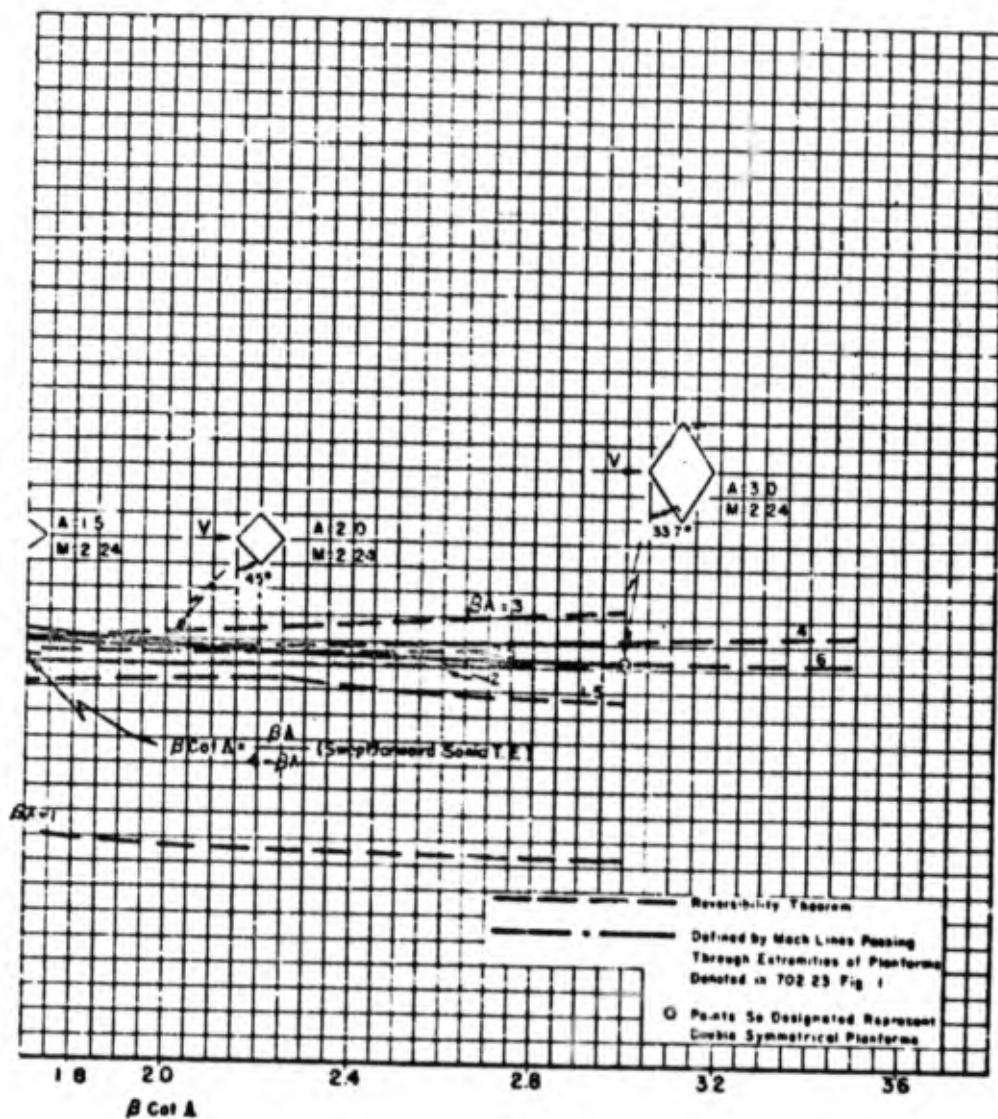 V
A:3.0
M:2.24
33.7°
A:1.5
M:2.24
V
A:2.0
M:2.24
45°
βA=3
4
6
2
1.5
β Cot Λ = βA / 4-βA (Sweptforward Sonic T.E.)
βA=1
Reversibility Theorem
Defined by Mach Lines Passing
Through Extremities of Planforms
Denoted in 702.23 Fig 1
Points So Designated Represent
Double Symmetrical Planforms
1.8 2.0 2.4 2.8 3.2 3.6
β Cot Λ